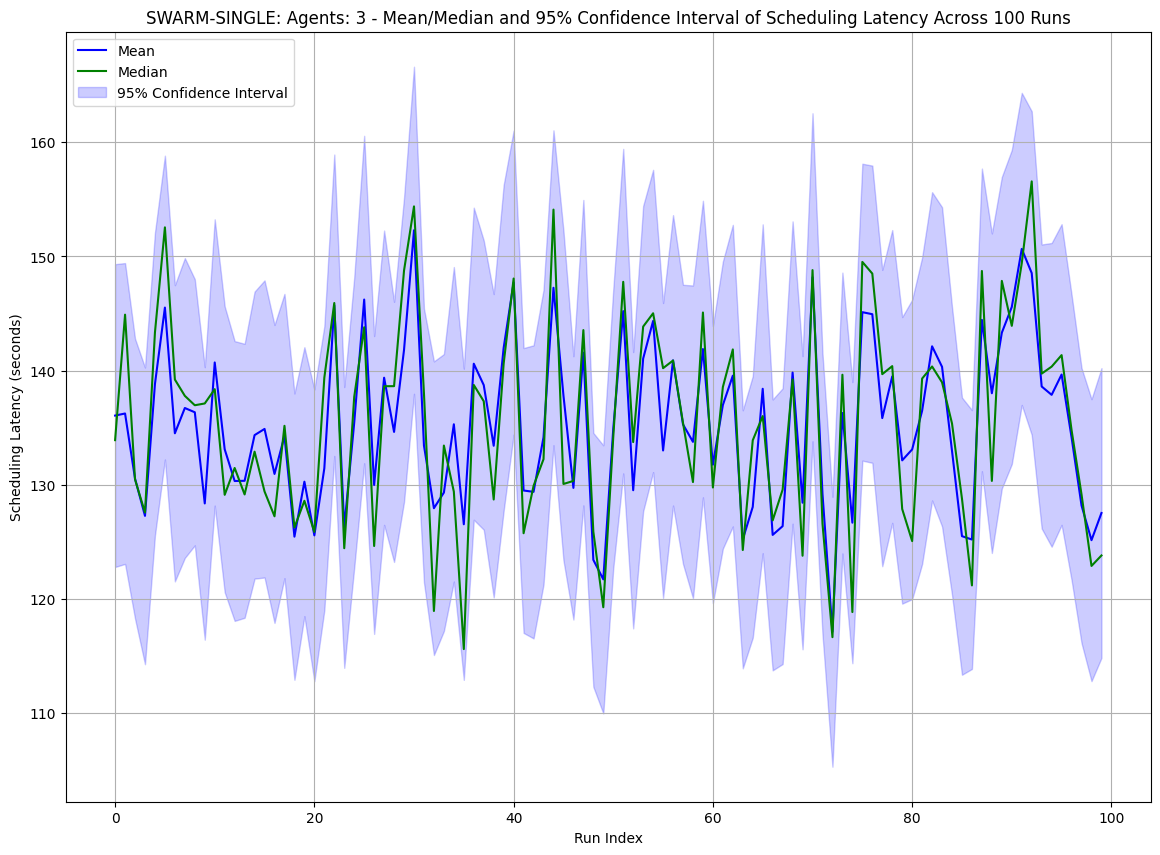 SWARM-SINGLE: Agents: 3 - Mean/Median and 95% Confidence Interval of Scheduling Latency Across 100 Runs
Mean
Median
95% Confidence Interval
Scheduling Latency (seconds)
160
150
140
130
120
110
0 20 40 60 80 100
Run Index